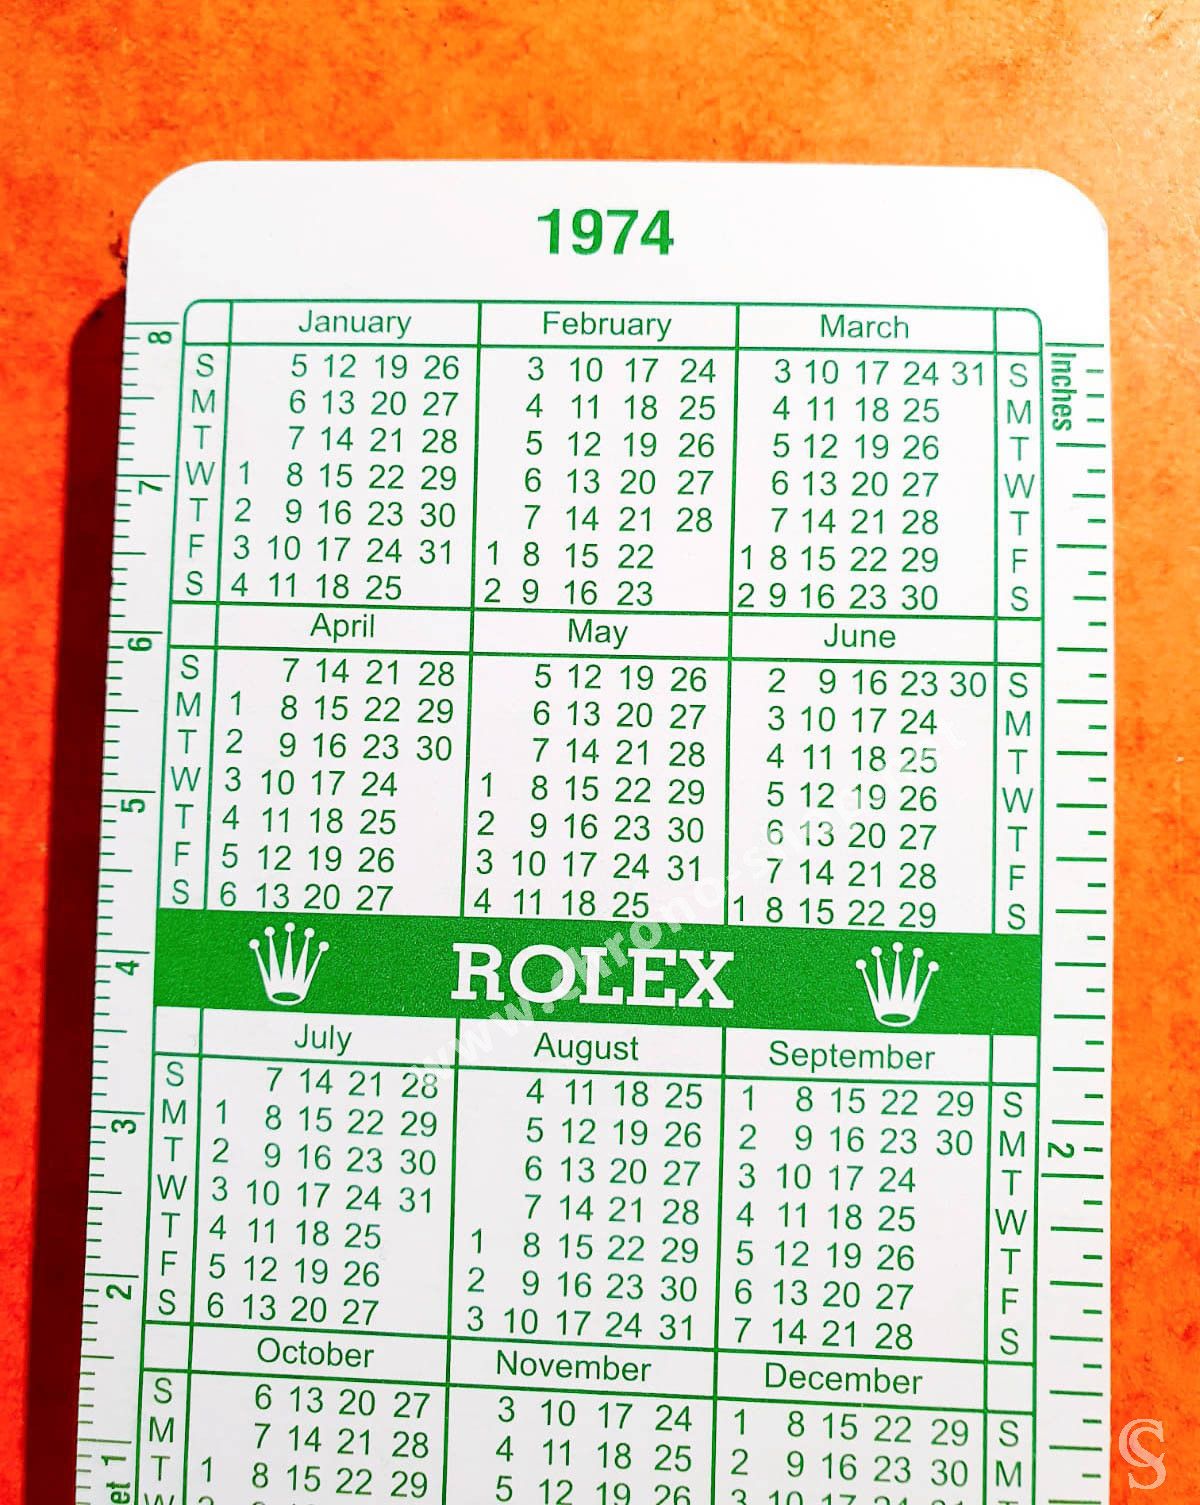 1974
January February March
S 5 12 19 26 3 10 17 24 3 10 17 24 31 S
M 6 13 20 27 4 11 18 25 4 11 18 25 M
T 7 14 21 28 5 12 19 26 5 12 19 26 T
W 1 8 15 22 29 6 13 20 27 6 13 20 27 W
T 2 9 16 23 30 7 14 21 28 7 14 21 28 T
F 3 10 17 24 31 1 8 15 22 1 8 15 22 29 F
S 4 11 18 25 2 9 16 23 2 9 16 23 30 S
April May June
S 7 14 21 28 5 12 19 26 2 9 16 23 30 S
M 1 8 15 22 29 6 13 20 27 3 10 17 24 M
T 2 9 16 23 30 7 14 21 28 4 11 18 25 T
W 3 10 17 24 1 8 15 22 29 5 12 19 26 W
T 4 11 18 25 2 9 16 23 30 6 13 20 27 T
F 5 12 19 26 3 10 17 24 31 7 14 21 28 F
S 6 13 20 27 4 11 18 25 1 8 15 22 29 S
ROLEX
July August September
S 7 14 21 28 4 11 18 25 1 8 15 22 29 S
M 1 8 15 22 29 5 12 19 26 2 9 16 23 30 M
T 2 9 16 23 30 6 13 20 27 3 10 17 24 T
W 3 10 17 24 31 7 14 21 28 4 11 18 25 W
T 4 11 18 25 1 8 15 22 29 5 12 19 26 T
F 5 12 19 26 2 9 16 23 30 6 13 20 27 F
S 6 13 20 27 3 10 17 24 31 7 14 21 28 S
October November December
S 6 13 20 27 3 10 17 24 1 8 15 22 29 S
M 7 14 21 28 4 11 18 25 2 9 16 23 30 M
T 1 8 15 22 29 5 12 19 26 3 10 17 24 T
8
7
6
5
4
3
2
1
Inches
2